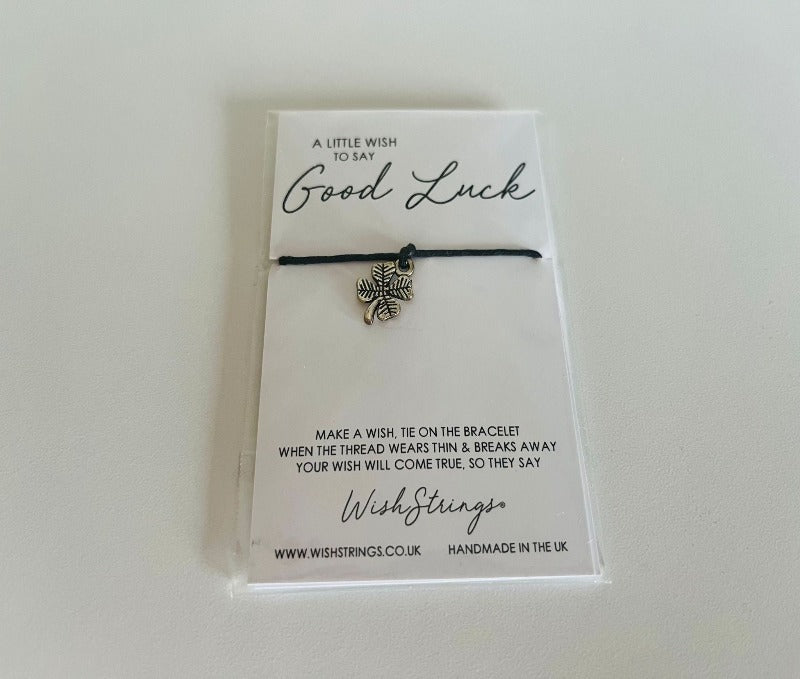 A LITTLE WISH
TO SAY
Good Luck
MAKE A WISH, TIE ON THE BRACELET
WHEN THE THREAD WEARS THIN & BREAKS AWAY
YOUR WISH WILL COME TRUE, SO THEY SAY
WishStrings®
WWW.WISHSTRINGS.CO.UK HANDMADE IN THE UK